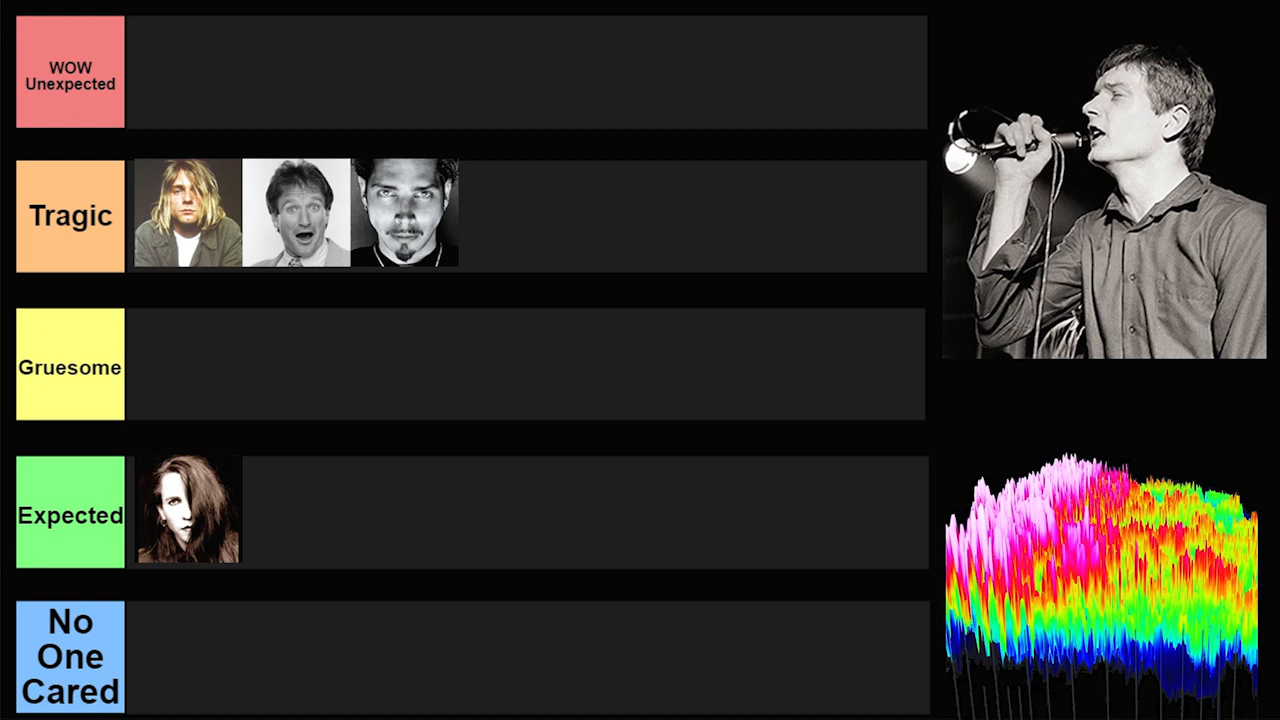 WOW
Unexpected
Tragic
Gruesome
Expected
No
One
Cared